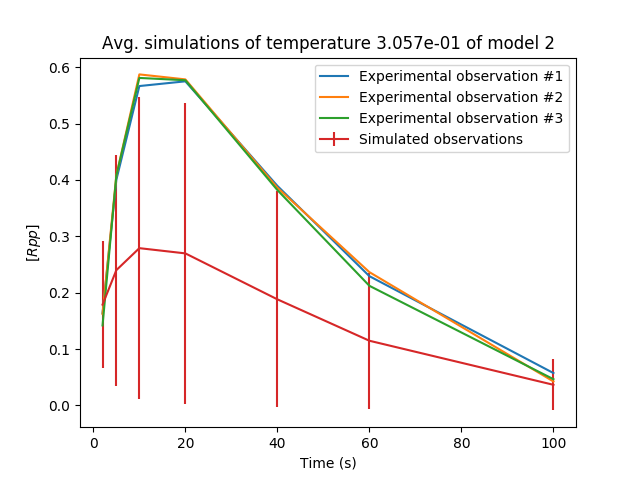 Avg. simulations of temperature 3.057e-01 of model 2
Experimental observation #1
Experimental observation #2
Experimental observation #3
Simulated observations
[Rpp]
0.6
0.5
0.4
0.3
0.2
0.1
0.0
0 20 40 60 80 100
Time (s)